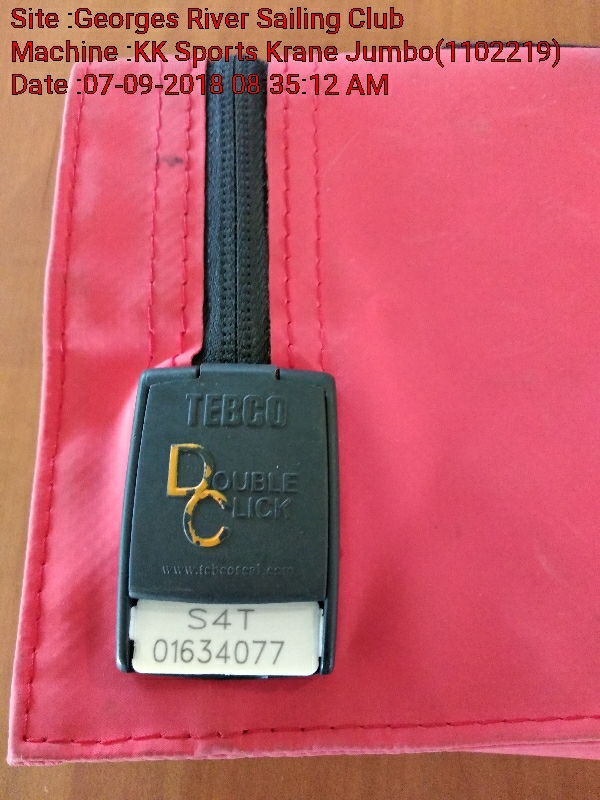 Site :Georges River Sailing Club
Machine :KK Sports Krane Jumbo(1102219)
Date :07-09-2018 08:35:12 AM
TEBCO
DOUBLE
CLICK
www.tebcoseal.com
S4T
01634077